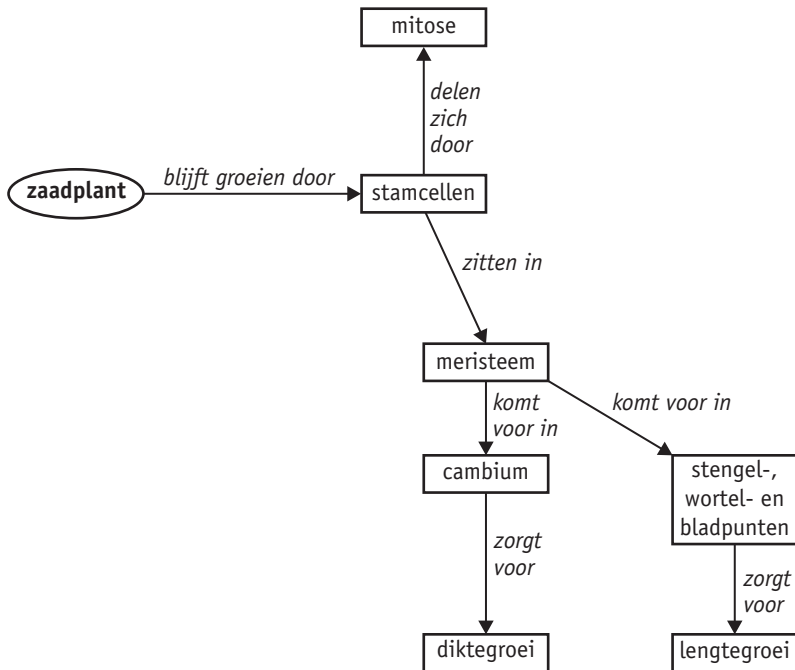 mitose
delen
zich
door
zaadplant
blijft groeien door
stamcellen
zitten in
meristeem
komt
voor in
komt voor in
cambium
stengel-,
wortel- en
bladpunten
zorgt
voor
zorgt
voor
diktegroei
lengtegroei